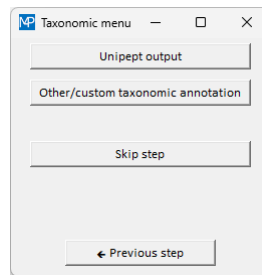 MP Taxonomic menu
Unipept output
Other/custom taxonomic annotation
Skip step
← Previous step